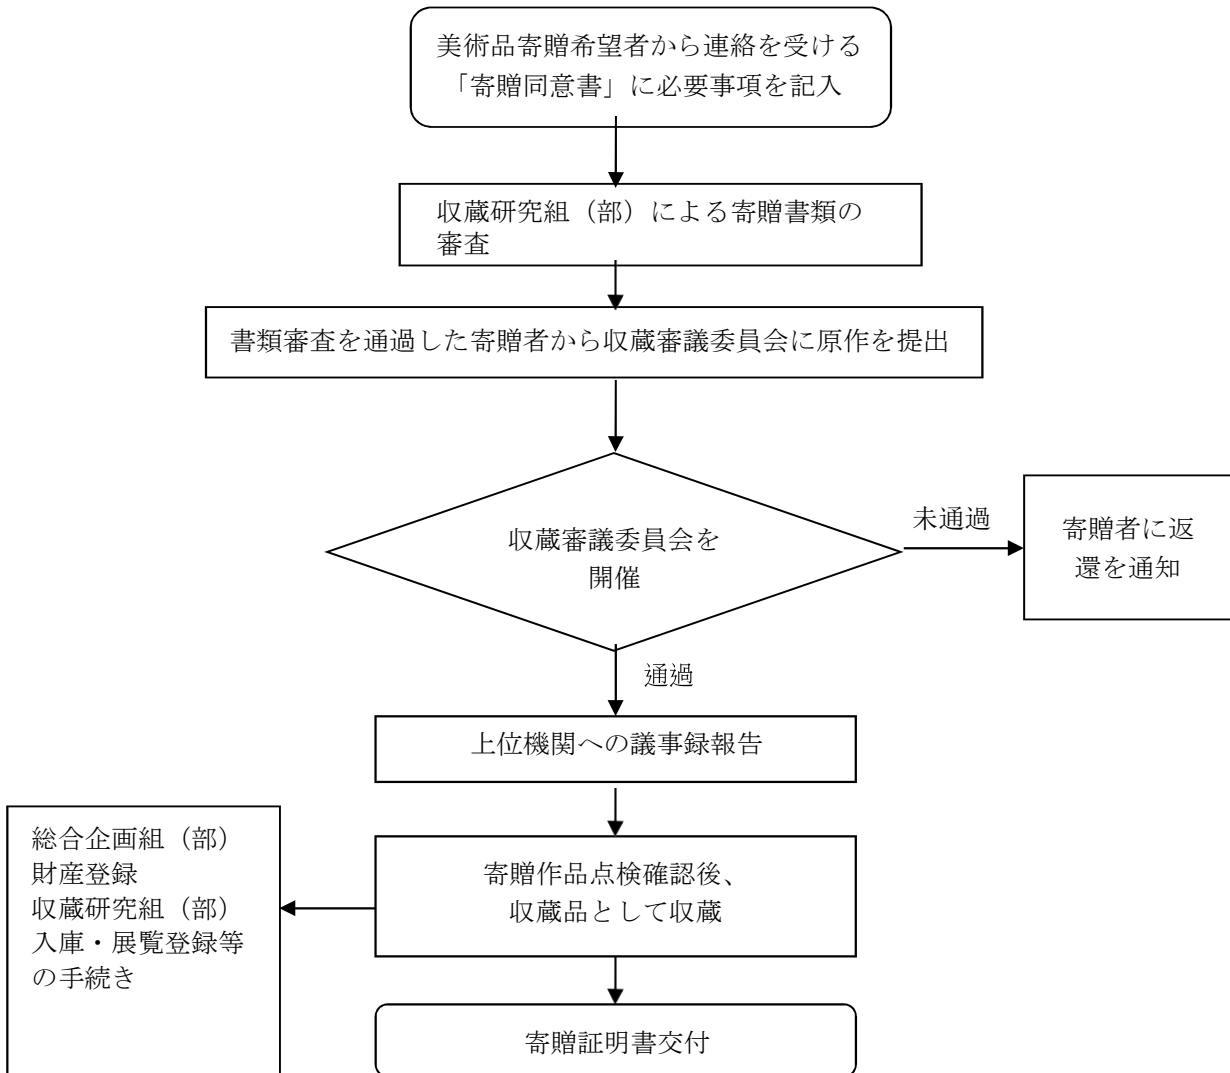 美術品寄贈希望者から連絡を受ける
「寄贈同意書」に必要事項を記入
収蔵研究組（部）による寄贈書類の
審査
書類審査を通過した寄贈者から収蔵審議委員会に原作を提出
収蔵審議委員会を
開催
未通過
寄贈者に返
還を通知
通過
上位機関への議事録報告
寄贈作品点検確認後、
収蔵品として収蔵
総合企画組（部）
財産登録
収蔵研究組（部）
入庫・展覧登録等
の手続き
寄贈証明書交付